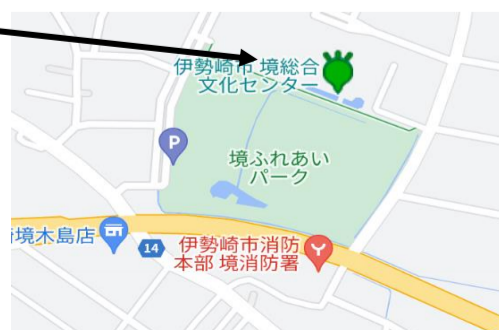 伊勢崎市 境総合
文化センター
P
境ふれあい
パーク
境木島店
14
伊勢崎市消防
本部 境消防署